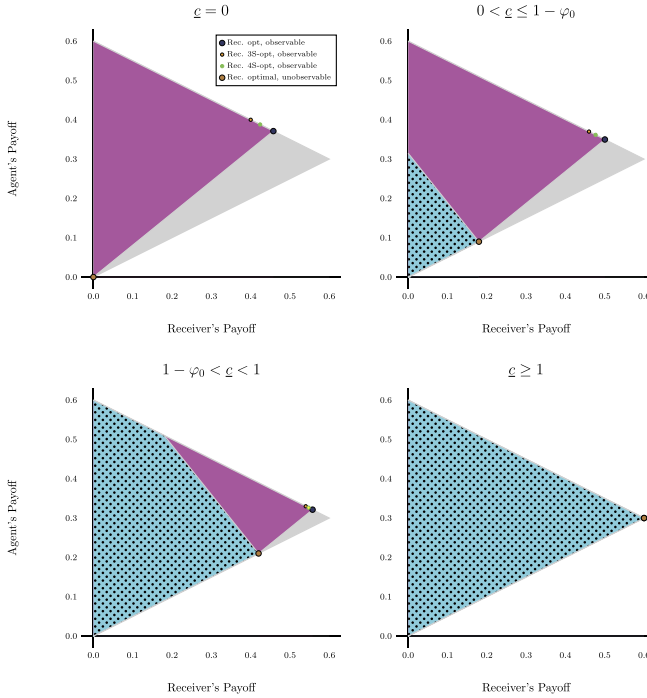 c = 0
0 < c ≤ 1 − φ₀
0.6
0.5
0.4
0.3
0.2
0.1
0.0
Agent's Payoff
Rec. opt, observable
Rec. 3S-opt, observable
Rec. 4S-opt, observable
Rec. optimal, unobservable
0.0 0.1 0.2 0.3 0.4 0.5 0.6
Receiver's Payoff
0.6
0.5
0.4
0.3
0.2
0.1
0.0
0.0 0.1 0.2 0.3 0.4 0.5 0.6
Receiver's Payoff
1 − φ₀ < c < 1
c ≥ 1
0.6
0.5
0.4
0.3
0.2
0.1
0.0
Agent's Payoff
0.0 0.1 0.2 0.3 0.4 0.5 0.6
Receiver's Payoff
0.6
0.5
0.4
0.3
0.2
0.1
0.0
0.0 0.1 0.2 0.3 0.4 0.5 0.6
Receiver's Payoff